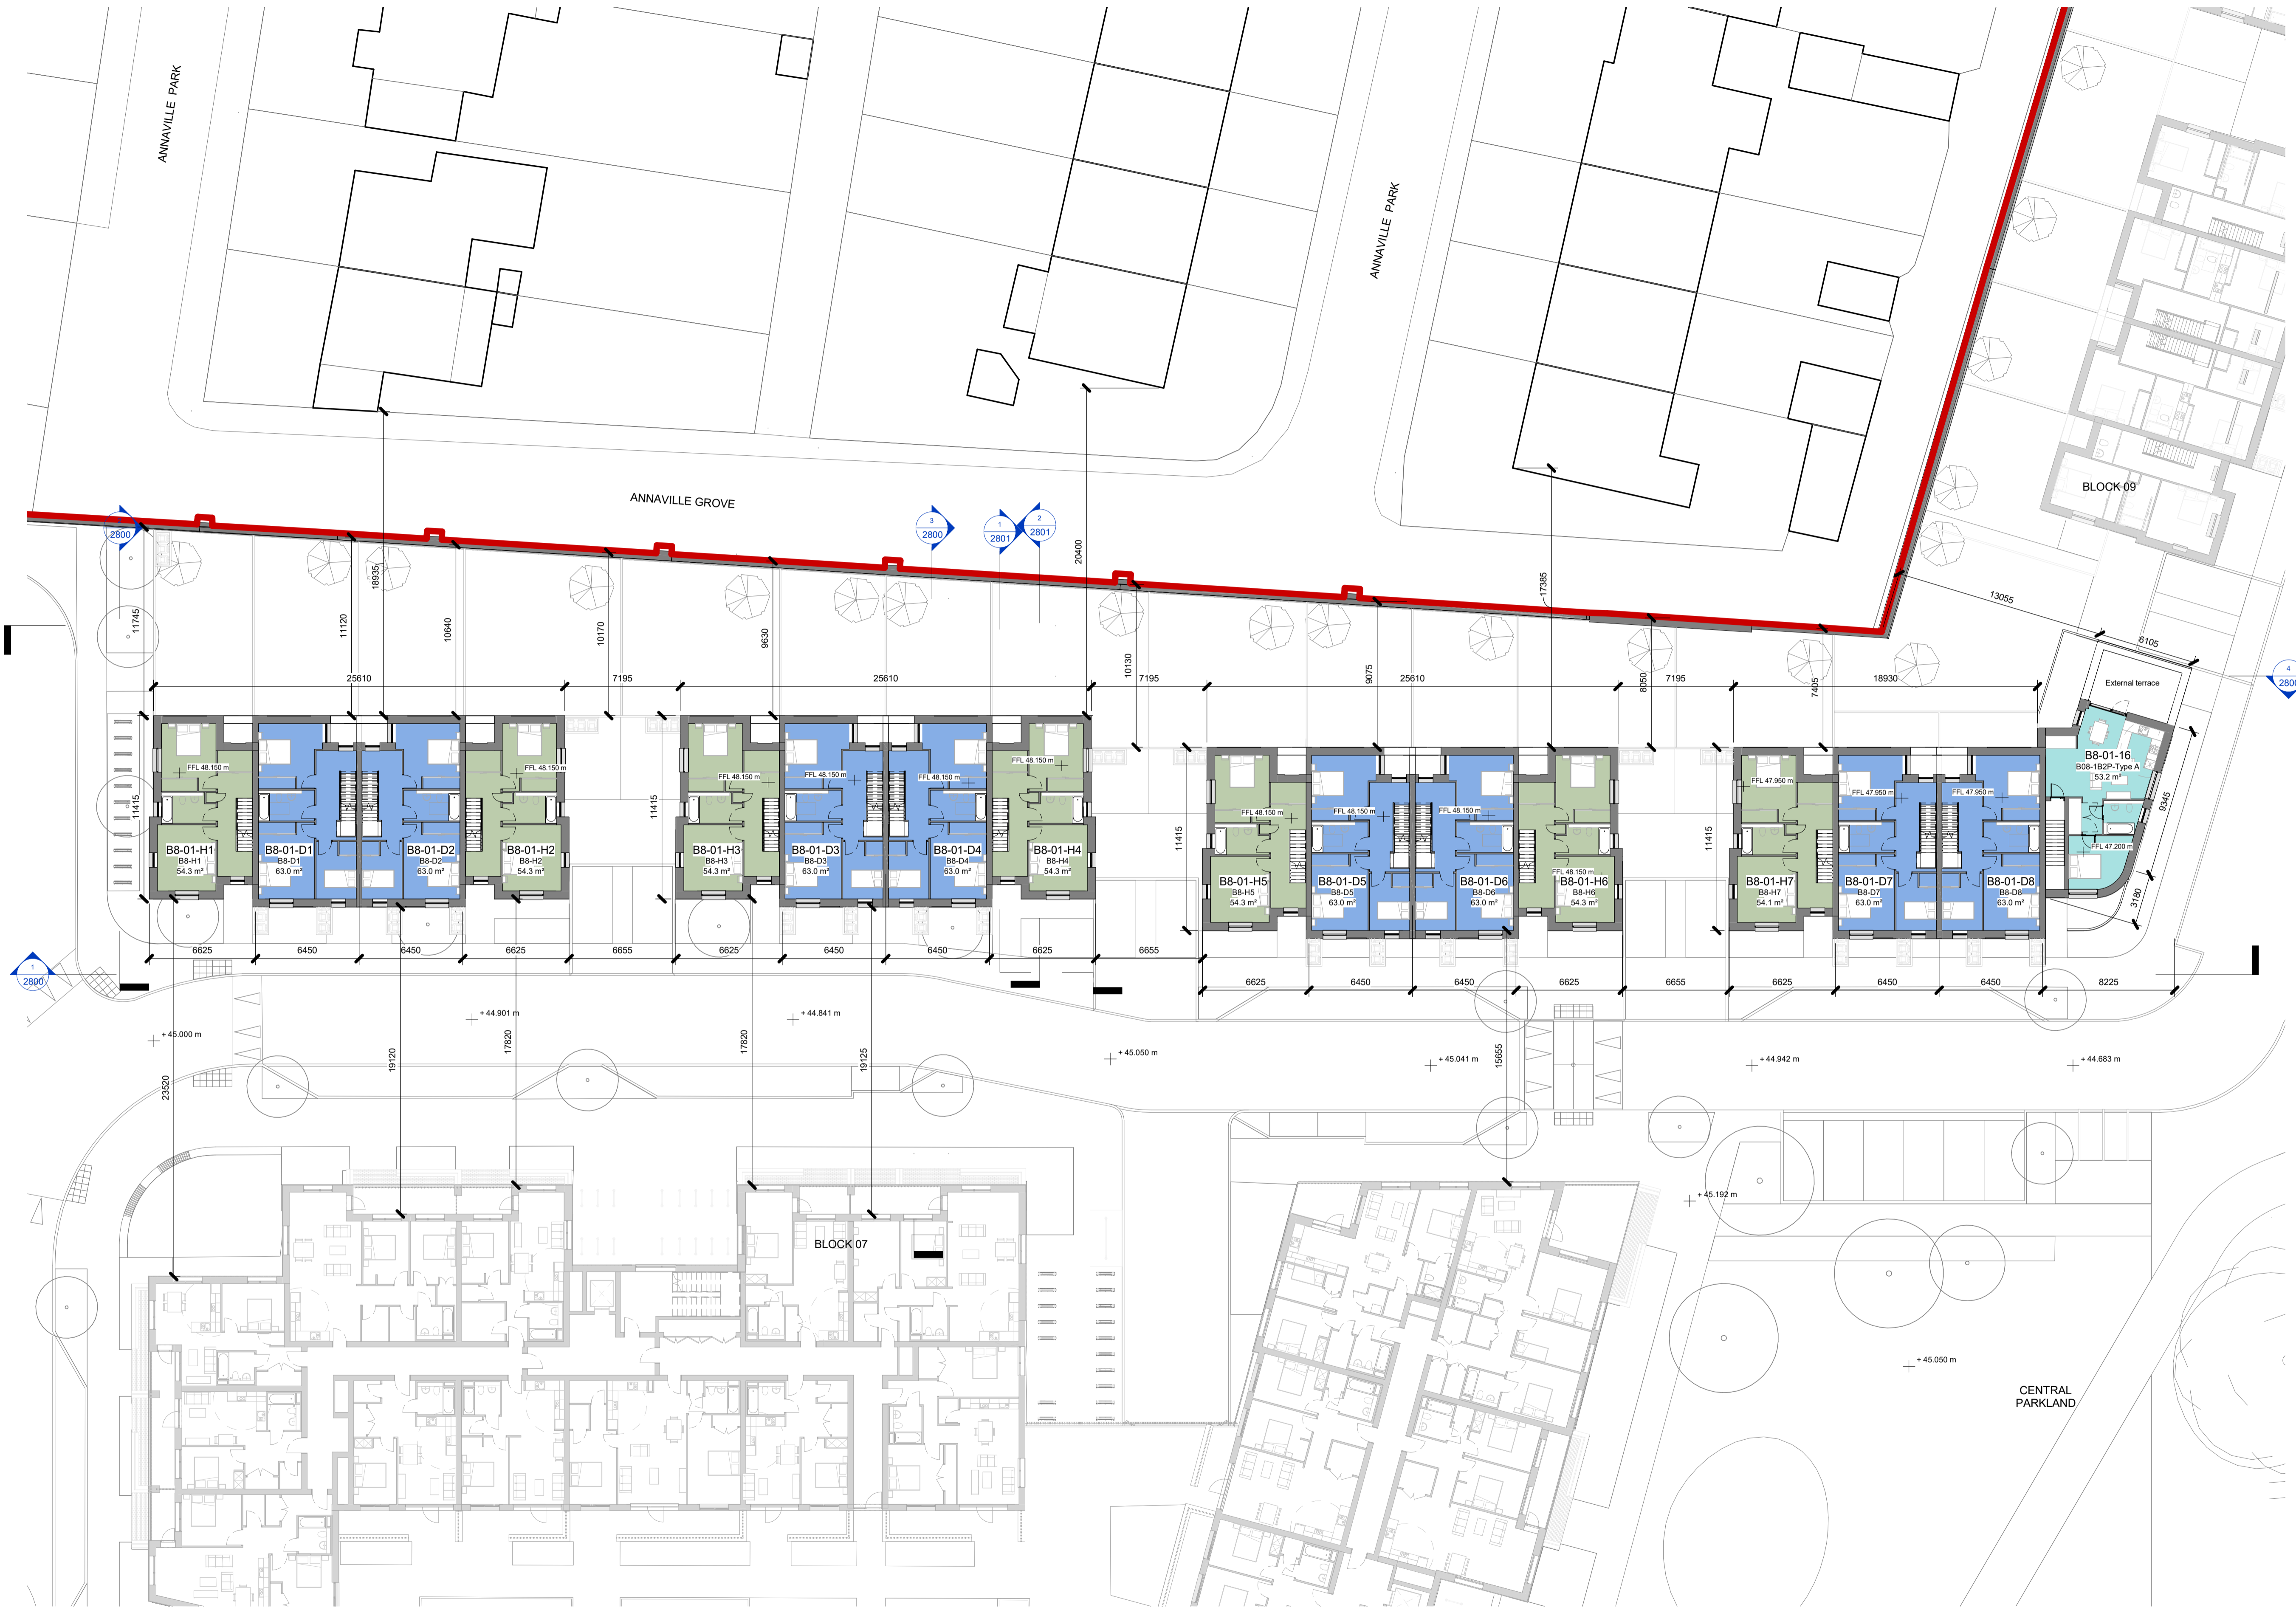 ANNAVILLE PARK
ANNAVILLE PARK
ANNAVILLE GROVE
BLOCK 09
2800
3
2800
1
2801
2
2801
4
2800
1
2800
11745
11120
18935
10640
10170
9630
20400
10130
9075
17385
8050
7405
13055
6105
25610
7195
25610
7195
25610
7195
18930
External terrace
11415
11415
11415
11415
9345
3180
FFL 48.150 m
FFL 48.150 m
FFL 48.150 m
FFL 48.150 m
FFL 48.150 m
FFL 48.150 m
FFL 48.150 m
FFL 48.150 m
FFL 48.150 m
FFL 48.150 m
FFL 47.950 m
FFL 47.950 m
FFL 47.950 m
FFL 47.200 m
B8-01-H1
B8-H1
54.3 m²
B8-01-D1
B8-D1
63.0 m²
B8-01-D2
B8-D2
63.0 m²
B8-01-H2
B8-H2
54.3 m²
B8-01-H3
B8-H3
54.3 m²
B8-01-D3
B8-D3
63.0 m²
B8-01-D4
B8-D4
63.0 m²
B8-01-H4
B8-H4
54.3 m²
B8-01-H5
B8-H5
54.3 m²
B8-01-D5
B8-D5
63.0 m²
B8-01-D6
B8-D6
63.0 m²
B8-01-H6
B8-H6
54.3 m²
B8-01-H7
B8-H7
54.1 m²
B8-01-D7
B8-D7
63.0 m²
B8-01-D8
B8-D8
63.0 m²
B8-01-16
B08-1B2P-Type A
53.2 m²
6625
6450
6450
6625
6655
6625
6450
6450
6625
6655
6625
6450
6450
6625
6655
6625
6450
6450
8225
+ 45.000 m
+ 44.901 m
+ 44.841 m
+ 45.050 m
+ 45.041 m
+ 44.942 m
+ 44.683 m
23520
19120
17820
17820
19125
15655
+ 45.192 m
+ 45.050 m
BLOCK 07
CENTRAL
PARKLAND